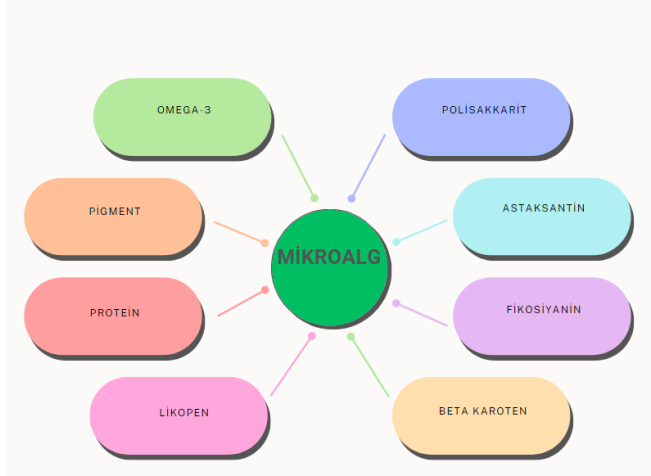 OMEGA-3
POLİSAKKARİT
PİGMENT
ASTAKSANTİN
MİKROALG
PROTEİN
FİKOSİYANİN
LİKOPEN
BETA KAROTEN